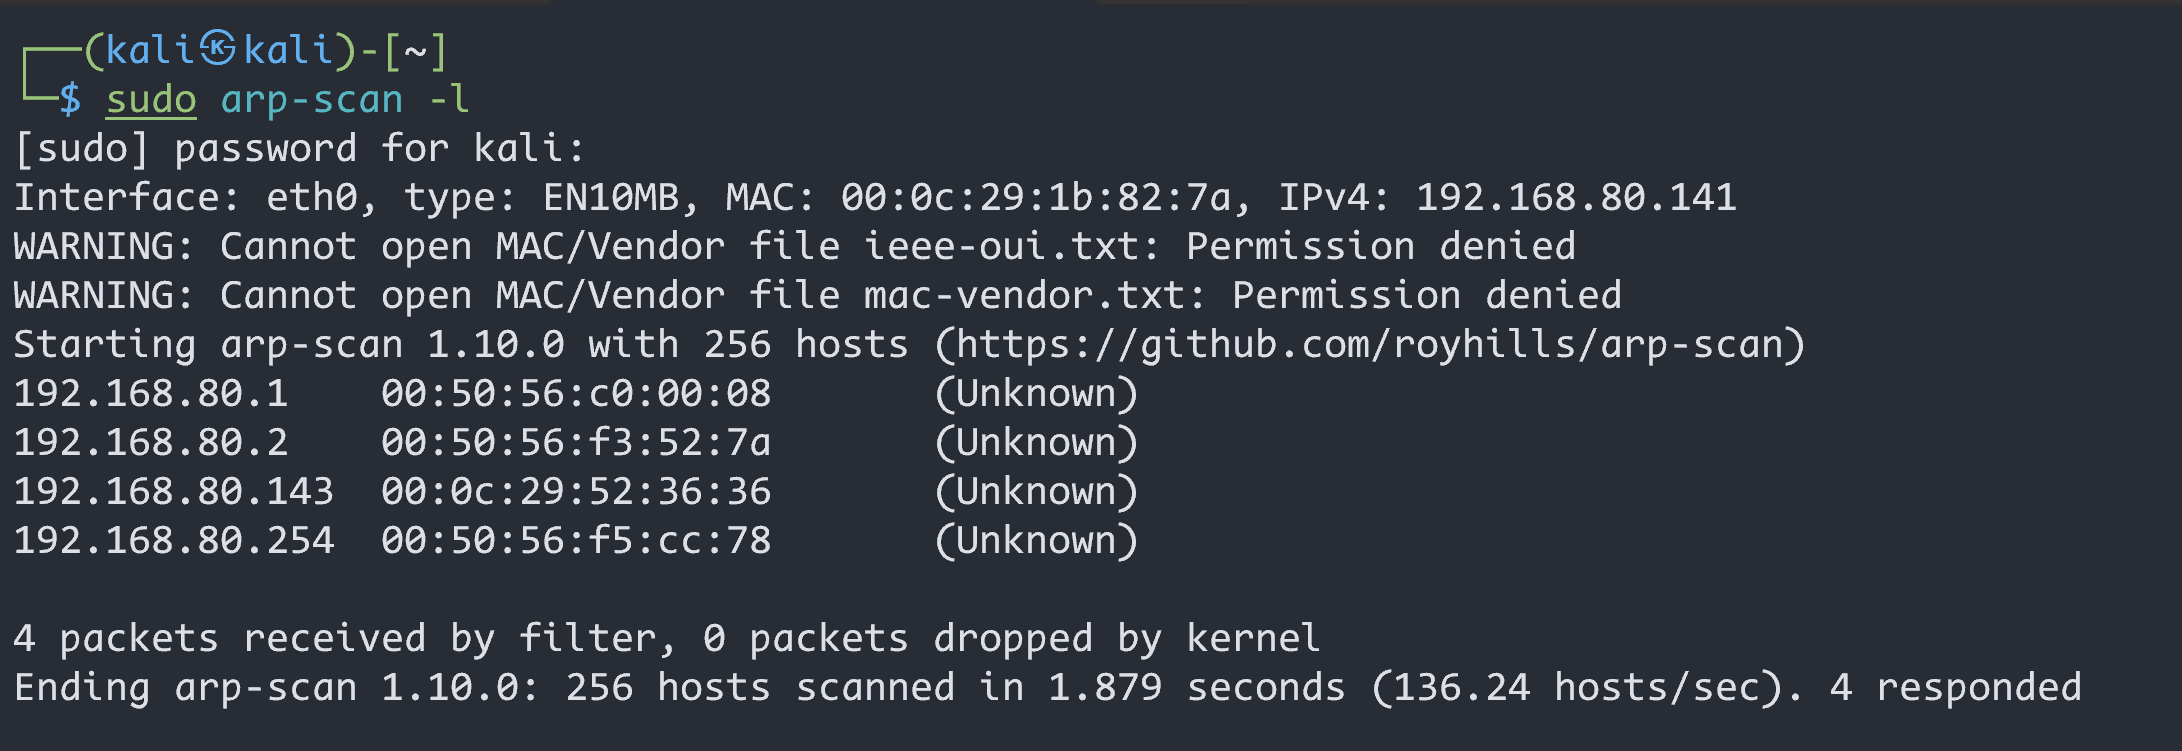 ┌──(kali㉿kali)-[~]
└─$ sudo arp-scan -l
[sudo] password for kali:
Interface: eth0, type: EN10MB, MAC: 00:0c:29:1b:82:7a, IPv4: 192.168.80.141
WARNING: Cannot open MAC/Vendor file ieee-oui.txt: Permission denied
WARNING: Cannot open MAC/Vendor file mac-vendor.txt: Permission denied
Starting arp-scan 1.10.0 with 256 hosts (https://github.com/royhills/arp-scan)
192.168.80.1    00:50:56:c0:00:08       (Unknown)
192.168.80.2    00:50:56:f3:52:7a       (Unknown)
192.168.80.143  00:0c:29:52:36:36       (Unknown)
192.168.80.254  00:50:56:f5:cc:78       (Unknown)
4 packets received by filter, 0 packets dropped by kernel
Ending arp-scan 1.10.0: 256 hosts scanned in 1.879 seconds (136.24 hosts/sec). 4 responded